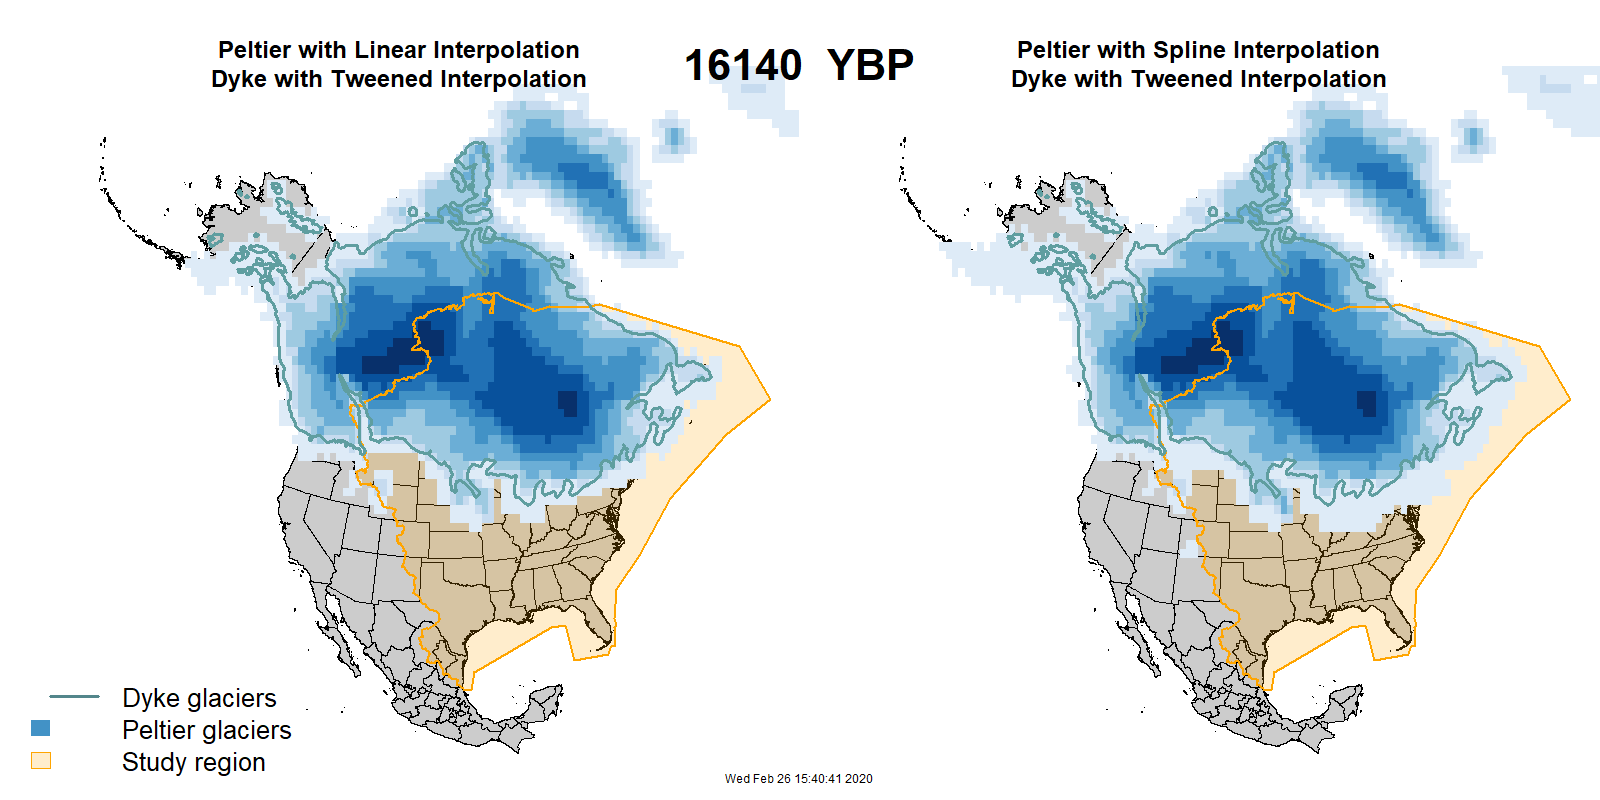 Peltier with Linear Interpolation
Dyke with Tweened Interpolation
16140 YBP
Peltier with Spline Interpolation
Dyke with Tweened Interpolation
Dyke glaciers
Peltier glaciers
Study region
Wed Feb 26 15:40:41 2020